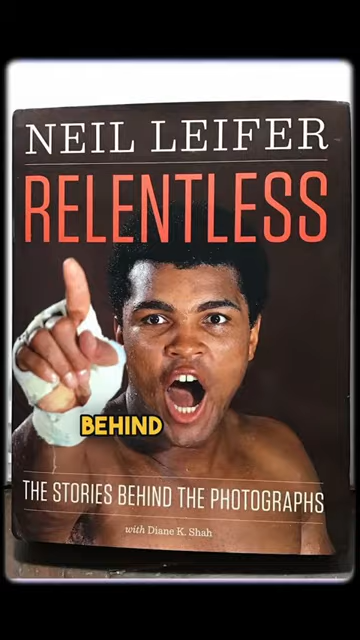 NEIL LEIFER
RELENTLESS
BEHIND
THE STORIES BEHIND THE PHOTOGRAPHS
with Diane K. Shah